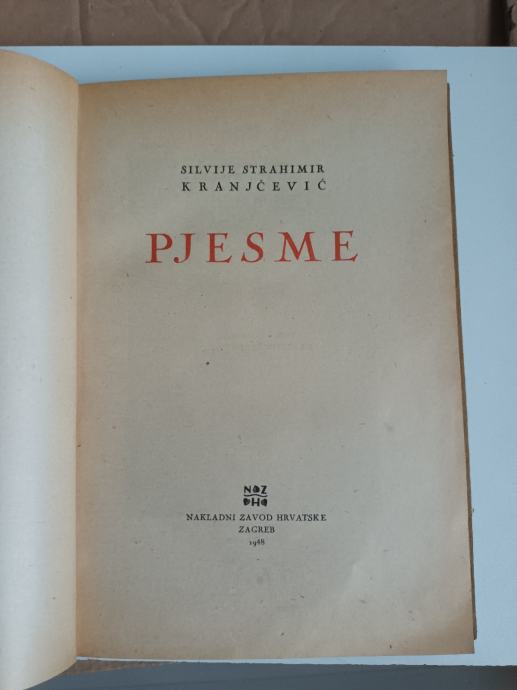 SILVIJE STRAHIMIR
KRANJČEVIĆ
PJESME
NAKLADNI ZAVOD HRVATSKE
ZAGREB
1948